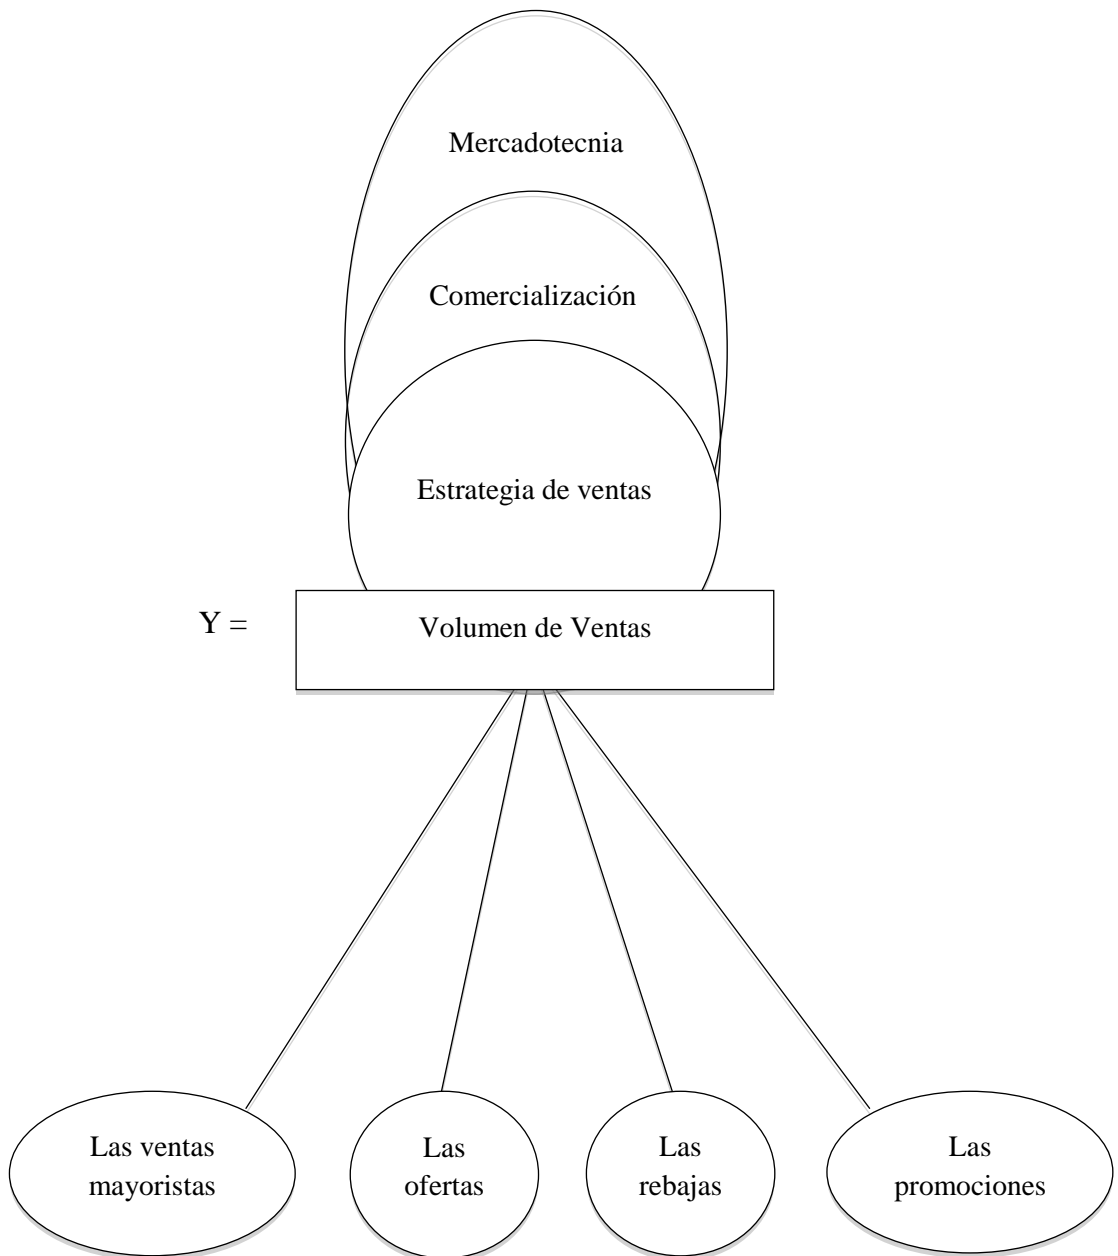 Mercadotecnia
Comercialización
Estrategia de ventas
Y =
Volumen de Ventas
Las ventas
mayoristas
Las
ofertas
Las
rebajas
Las
promociones